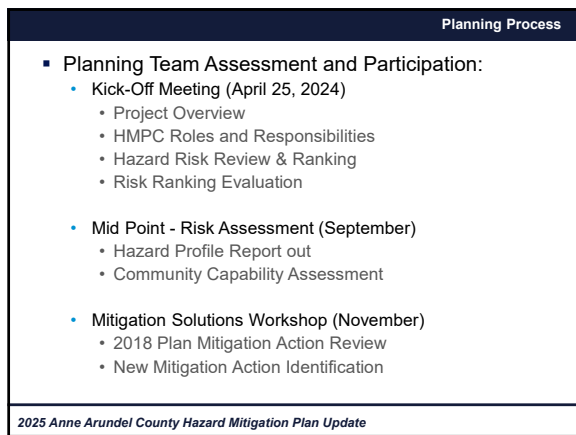 Planning Process
▪ Planning Team Assessment and Participation:
• Kick-Off Meeting (April 25, 2024)
• Project Overview
• HMPC Roles and Responsibilities
• Hazard Risk Review & Ranking
• Risk Ranking Evaluation
• Mid Point - Risk Assessment (September)
• Hazard Profile Report out
• Community Capability Assessment
• Mitigation Solutions Workshop (November)
• 2018 Plan Mitigation Action Review
• New Mitigation Action Identification
2025 Anne Arundel County Hazard Mitigation Plan Update